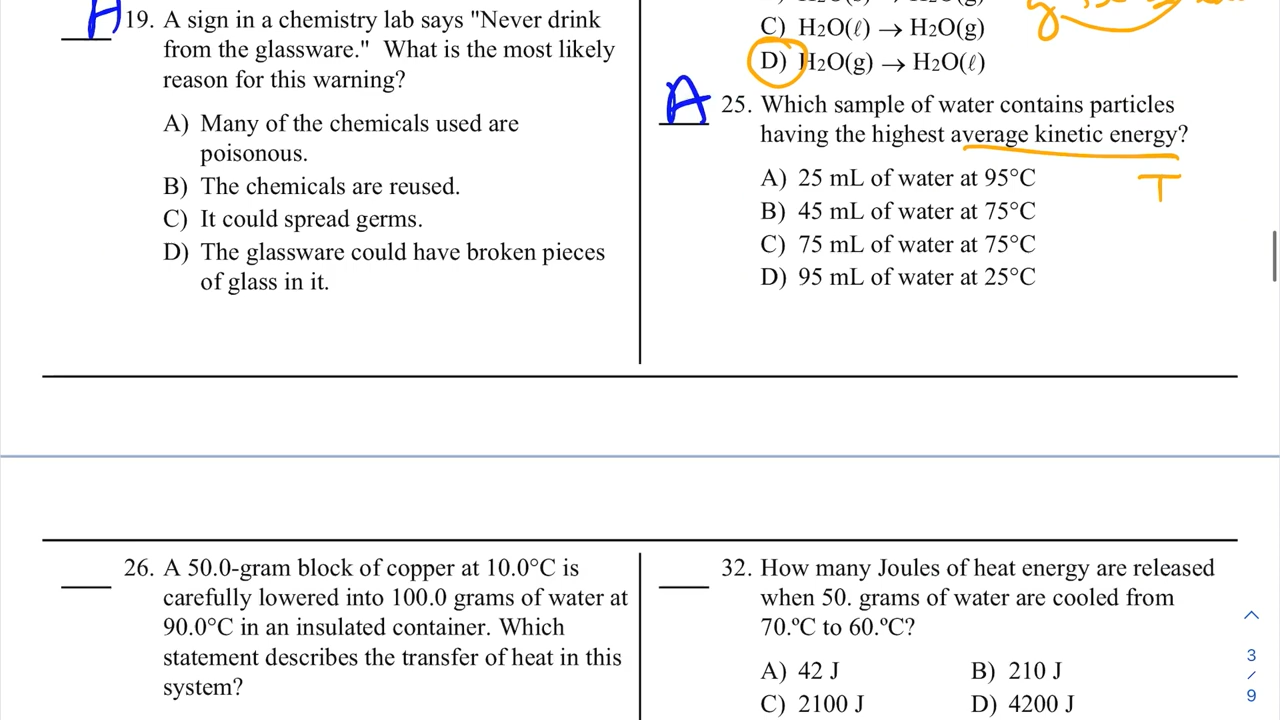 A
19. A sign in a chemistry lab says "Never drink
from the glassware." What is the most likely
reason for this warning?
A) Many of the chemicals used are
poisonous.
B) The chemicals are reused.
C) It could spread germs.
D) The glassware could have broken pieces
of glass in it.
C) H₂O(ℓ) → H₂O(g)
D) H₂O(g) → H₂O(ℓ)
A
25. Which sample of water contains particles
having the highest average kinetic energy?
T
A) 25 mL of water at 95°C
B) 45 mL of water at 75°C
C) 75 mL of water at 75°C
D) 95 mL of water at 25°C
26. A 50.0-gram block of copper at 10.0°C is
carefully lowered into 100.0 grams of water at
90.0°C in an insulated container. Which
statement describes the transfer of heat in this
system?
32. How many Joules of heat energy are released
when 50. grams of water are cooled from
70.ºC to 60.ºC?
A) 42 J B) 210 J
C) 2100 J D) 4200 J
3
/
9